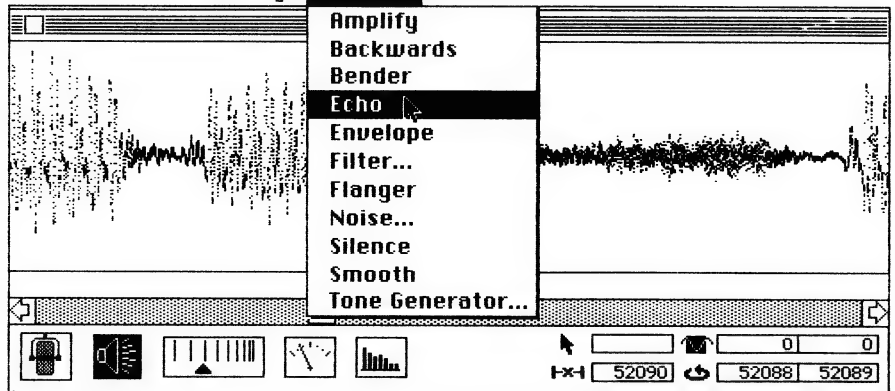 Amplify
Backwards
Bender
Echo
Envelope
Filter...
Flanger
Noise...
Silence
Smooth
Tone Generator...
0 0
52090 52088 52089